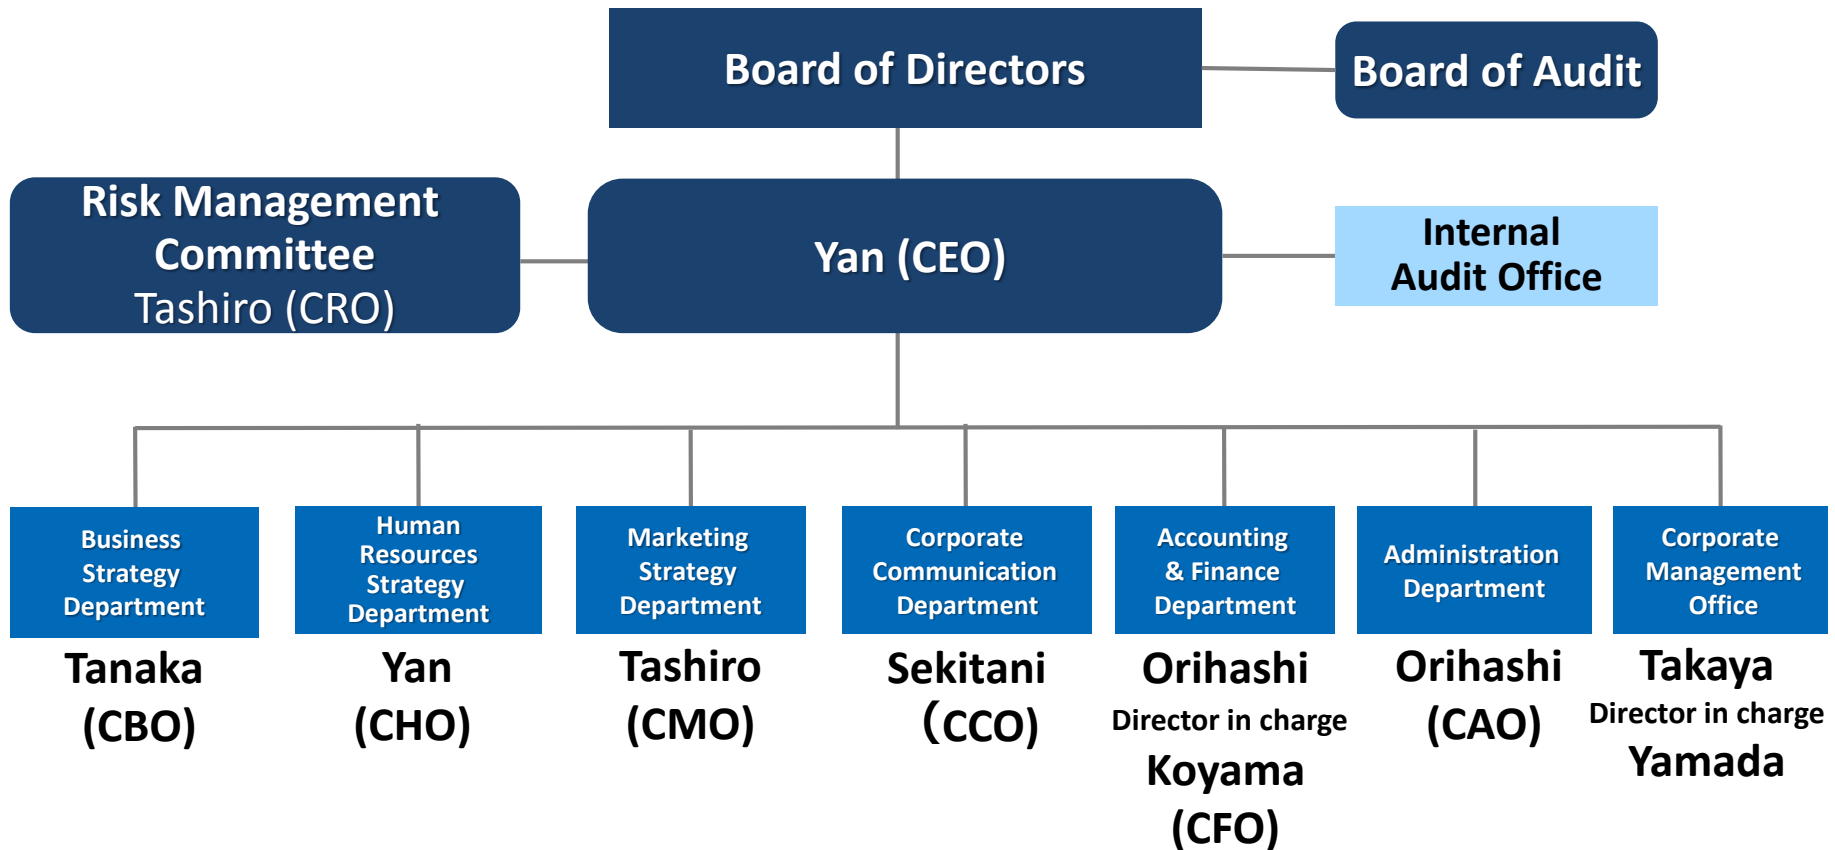 Board of Directors
Board of Audit
Risk Management
Committee
Tashiro (CRO)
Yan (CEO)
Internal
Audit Office
Business
Strategy
Department
Tanaka
(CBO)
Human
Resources
Strategy
Department
Yan
(CHO)
Marketing
Strategy
Department
Tashiro
(CMO)
Corporate
Communication
Department
Sekitani
（CCO)
Accounting
& Finance
Department
Orihashi
Director in charge
Koyama
(CFO)
Administration
Department
Orihashi
(CAO)
Corporate
Management
Office
Takaya
Director in charge
Yamada